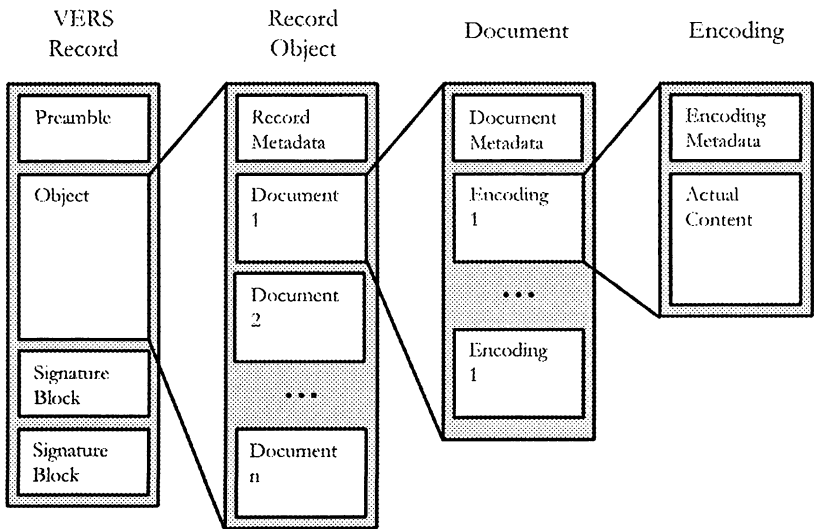 VERS
Record
Preamble
Object
Signature
Block
Signature
Block
Record
Object
Record
Metadata
Document
1
Document
2
...
Document
n
Document
Document
Metadata
Encoding
1
...
Encoding
1
Encoding
Encoding
Metadata
Actual
Content